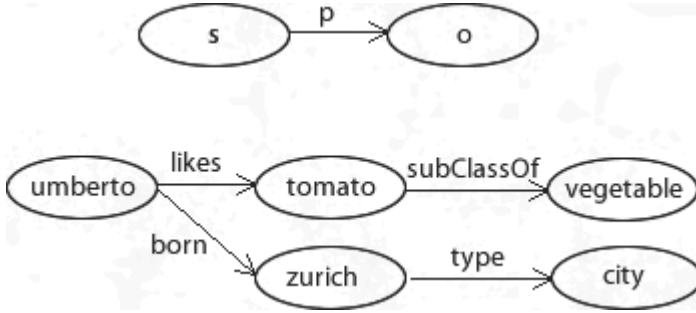 p
s o
likes subClassOf
umberto tomato vegetable
born type
zurich city